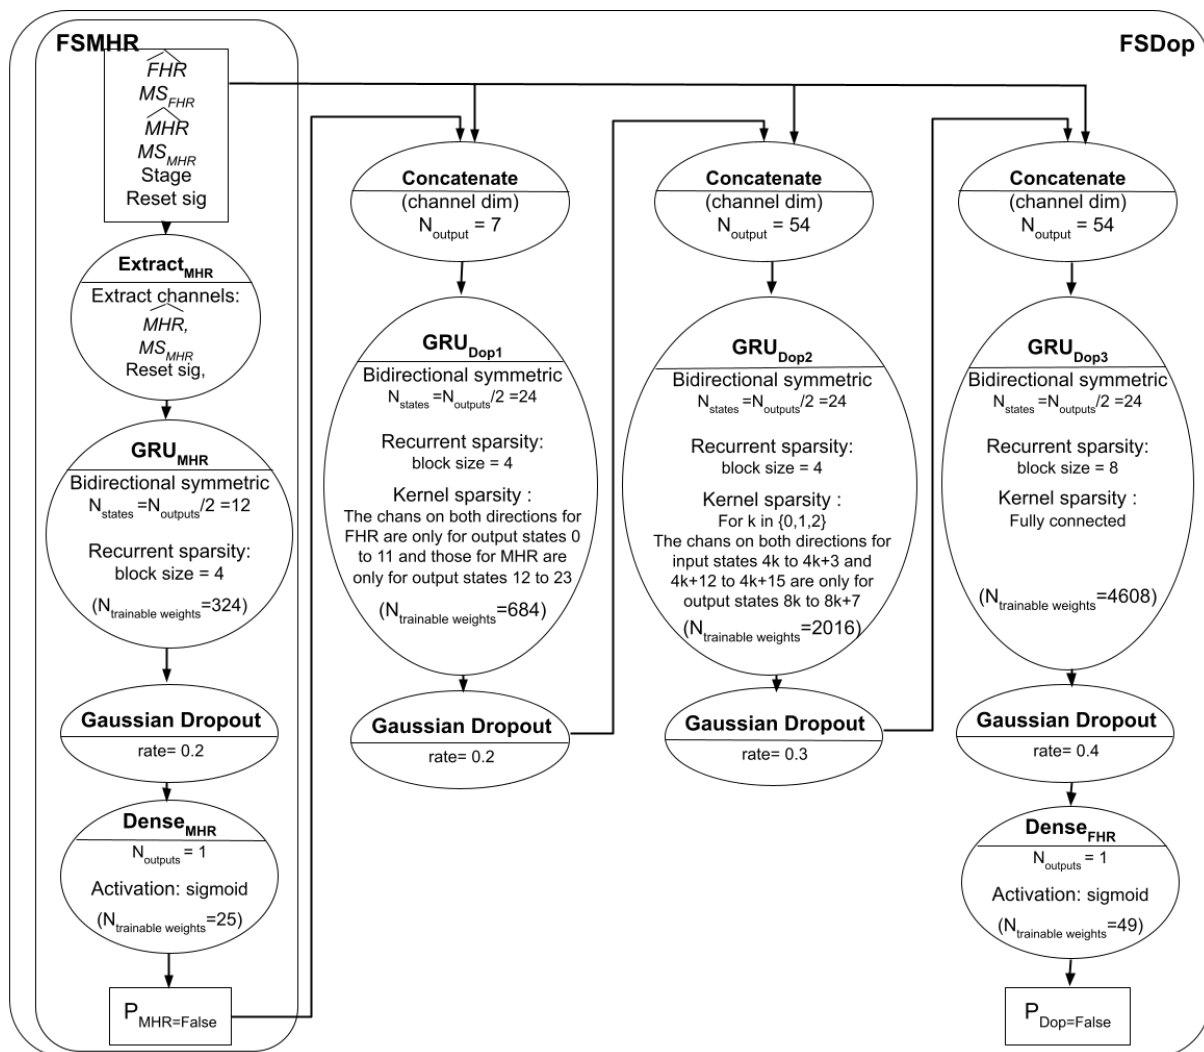 FSMHR
FSDop
FHR
MS_FHR
MHR
MS_MHR
Stage
Reset sig
Extract_MHR
Extract channels:
MHR,
MS_MHR
Reset sig,
GRU_MHR
Bidirectional symmetric
N_states =N_outputs/2 =12
Recurrent sparsity:
block size = 4
(N_trainable weights=324)
Gaussian Dropout
rate= 0.2
Dense_MHR
N_outputs = 1
Activation: sigmoid
(N_trainable weights=25)
P_MHR=False
Concatenate
(channel dim)
N_output = 7
GRU_Dop1
Bidirectional symmetric
N_states =N_outputs/2 =24
Recurrent sparsity:
block size = 4
Kernel sparsity :
The chans on both directions for
FHR are only for output states 0
to 11 and those for MHR are
only for output states 12 to 23
(N_trainable weights=684)
Gaussian Dropout
rate= 0.2
Concatenate
(channel dim)
N_output = 54
GRU_Dop2
Bidirectional symmetric
N_states =N_outputs/2 =24
Recurrent sparsity:
block size = 4
Kernel sparsity :
For k in {0,1,2}
The chans on both directions for
input states 4k to 4k+3 and
4k+12 to 4k+15 are only for
output states 8k to 8k+7
(N_trainable weights=2016)
Gaussian Dropout
rate= 0.3
Concatenate
(channel dim)
N_output = 54
GRU_Dop3
Bidirectional symmetric
N_states =N_outputs/2 =24
Recurrent sparsity:
block size = 8
Kernel sparsity :
Fully connected
(N_trainable weights=4608)
Gaussian Dropout
rate= 0.4
Dense_FHR
N_outputs = 1
Activation: sigmoid
(N_trainable weights=49)
P_Dop=False